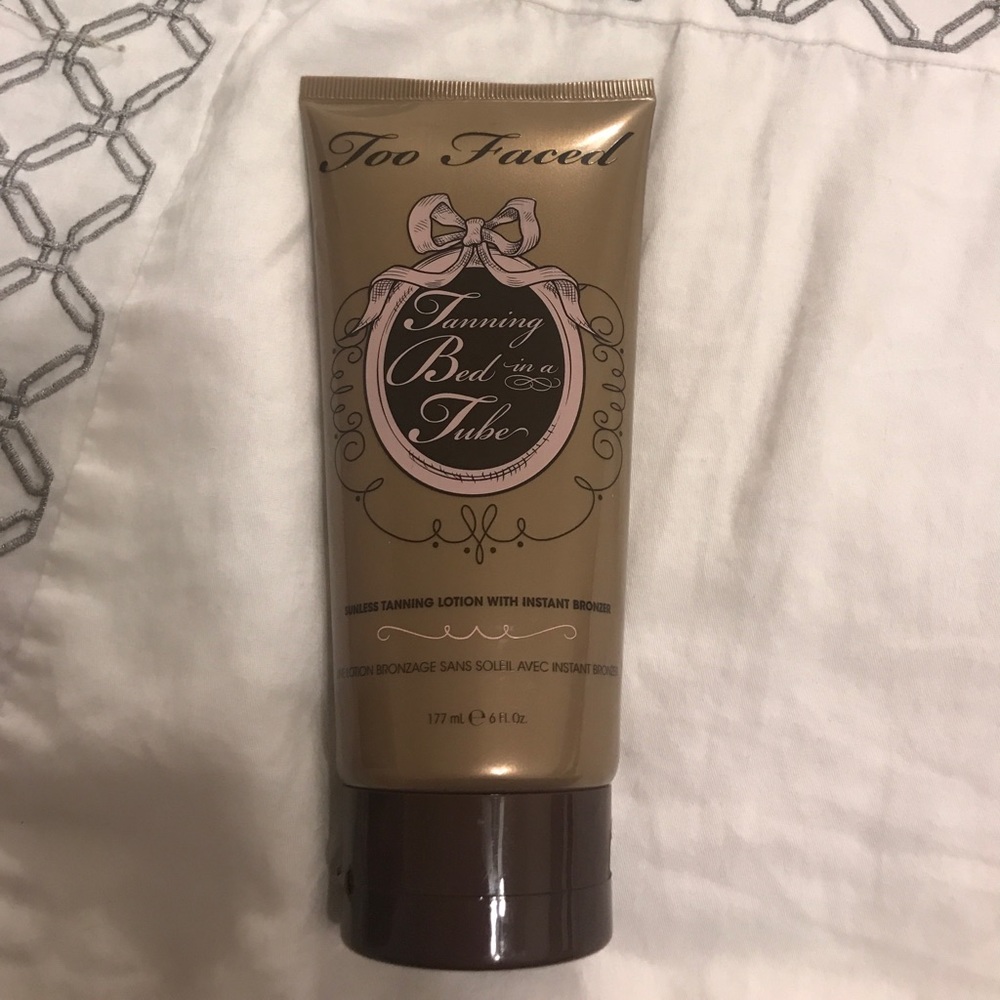 Too Faced
Tanning
Bed in a
Tube
SUNLESS TANNING LOTION WITH INSTANT BRONZER
LOTION BRONZAGE SANS SOLEIL AVEC INSTANT BRONZER
177 mL e 6 Fl. Oz.